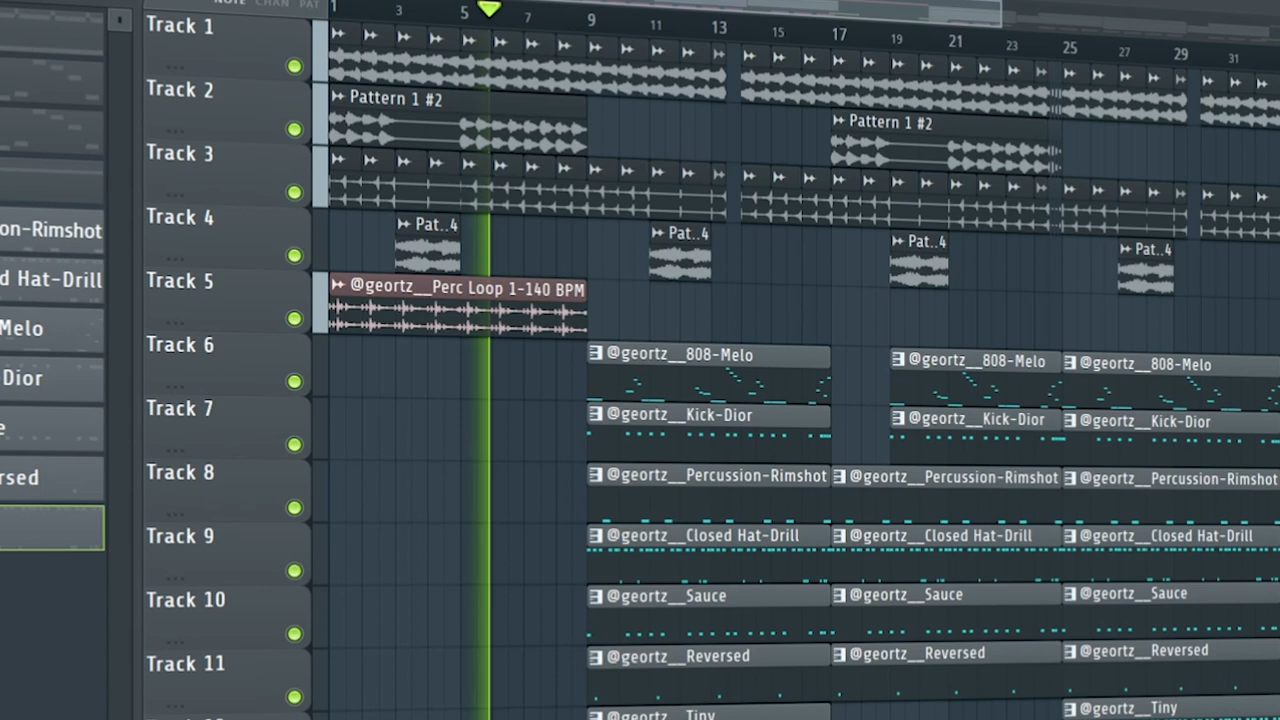 NOTE CHAN PAT
1 3 5 7 9 11 13 15 17 19 21 23 25 27 29 31
Track 1
Track 2
Pattern 1 #2
Pattern 1 #2
Track 3
Track 4
Pat..4
Pat..4
Pat..4
Pat..4
on-Rimshot
Track 5
@geortz__Perc Loop 1-140 BPM
d Hat-Drill
Track 6
@geortz__808-Melo
@geortz__808-Melo
@geortz__808-Melo
Melo
Track 7
@geortz__Kick-Dior
@geortz__Kick-Dior
@geortz__Kick-Dior
Dior
Track 8
@geortz__Percussion-Rimshot
@geortz__Percussion-Rimshot
@geortz__Percussion-Rimshot
e
rsed
Track 9
@geortz__Closed Hat-Drill
@geortz__Closed Hat-Drill
@geortz__Closed Hat-Drill
Track 10
@geortz__Sauce
@geortz__Sauce
@geortz__Sauce
Track 11
@geortz__Reversed
@geortz__Reversed
@geortz__Reversed
@geortz__Tiny
@geortz__Tiny